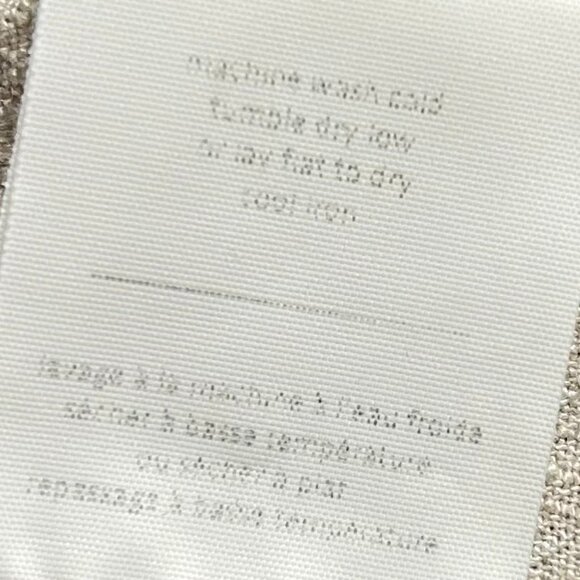 machine wash cold
tumble dry low
or lay flat to dry
cool iron
lavage à la machine à l'eau froide
sécher à basse température
ou sécher à plat
repassage à basse température